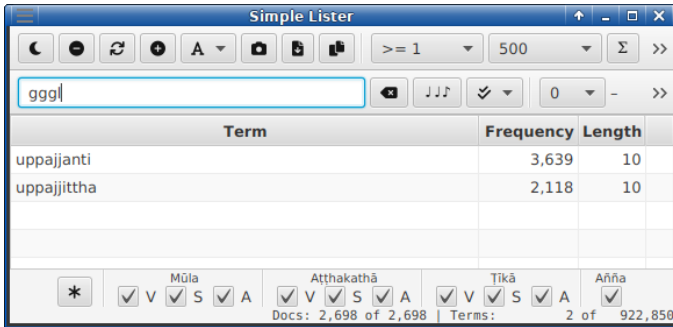 Simple Lister
A >= 1 500 Σ >>
gggl ♩♩♪ 0 – >>
Term Frequency Length
uppajjanti 3,639 10
uppajjittha 2,118 10
Mūla Aṭṭhakathā Ṭīkā Añña
* V S A V S A V S A
Docs: 2,698 of 2,698 | Terms: 2 of 922,850